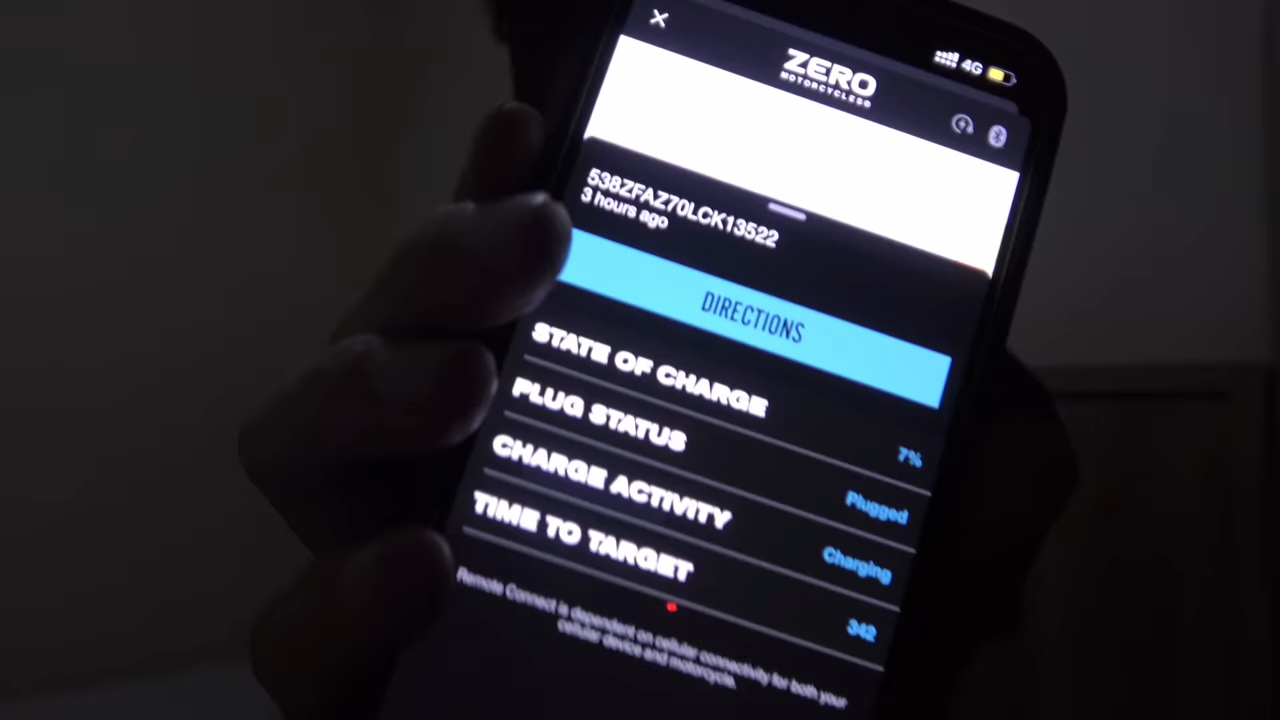 4G
ZERO
MOTORCYCLES®
538ZFAZ70LCK13522
3 hours ago
DIRECTIONS
STATE OF CHARGE 7%
PLUG STATUS Plugged
CHARGE ACTIVITY Charging
TIME TO TARGET 342
Remote Connect is dependent on cellular connectivity for both your
cellular device and motorcycle.